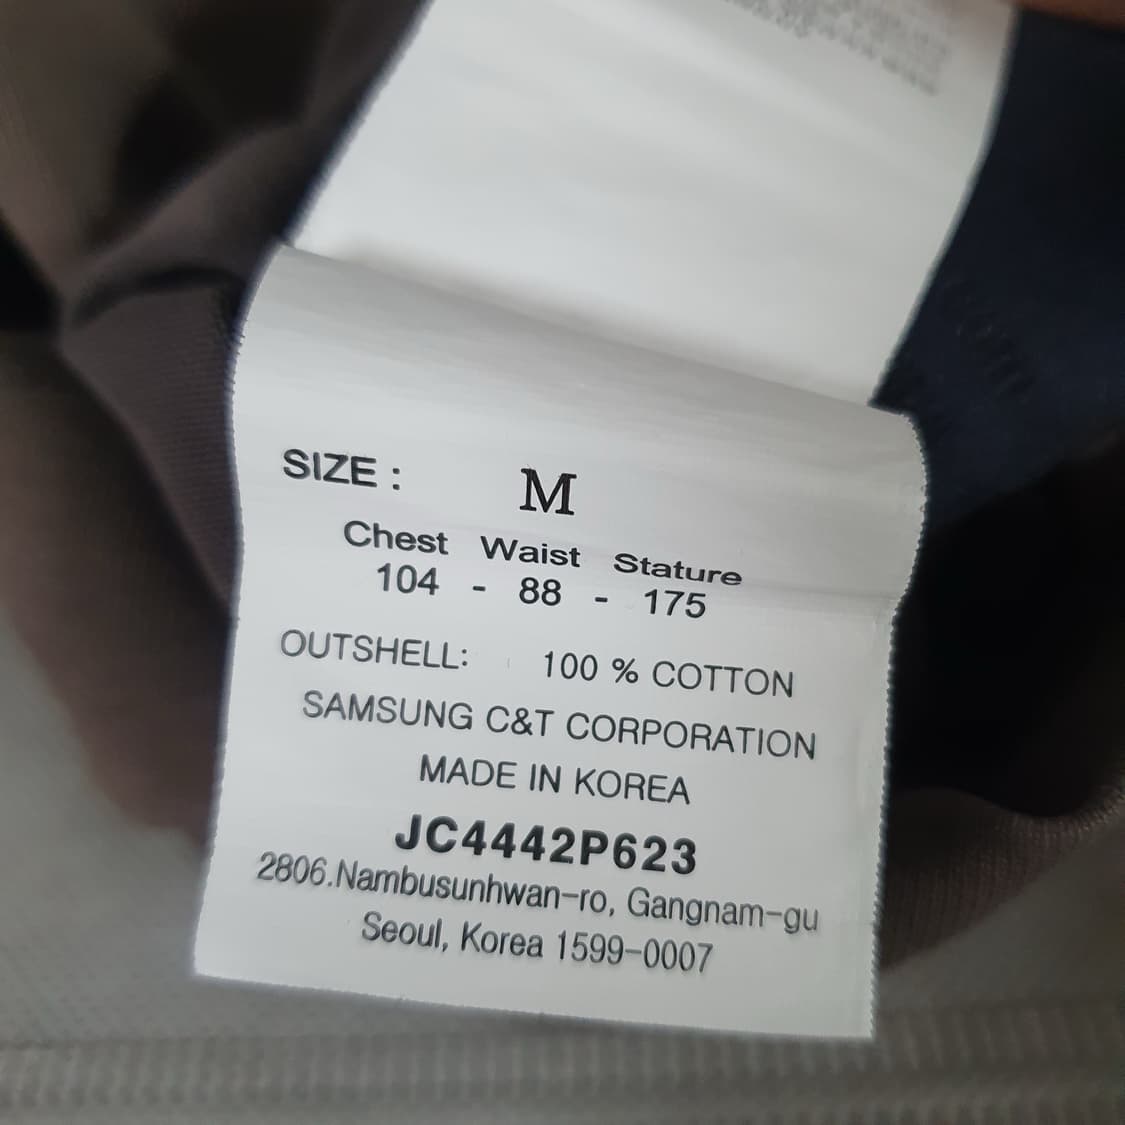 SIZE : M
Chest Waist Stature
104 - 88 - 175
OUTSHELL: 100 % COTTON
SAMSUNG C&T CORPORATION
MADE IN KOREA
JC4442P623
2806.Nambusunhwan-ro, Gangnam-gu
Seoul, Korea 1599-0007